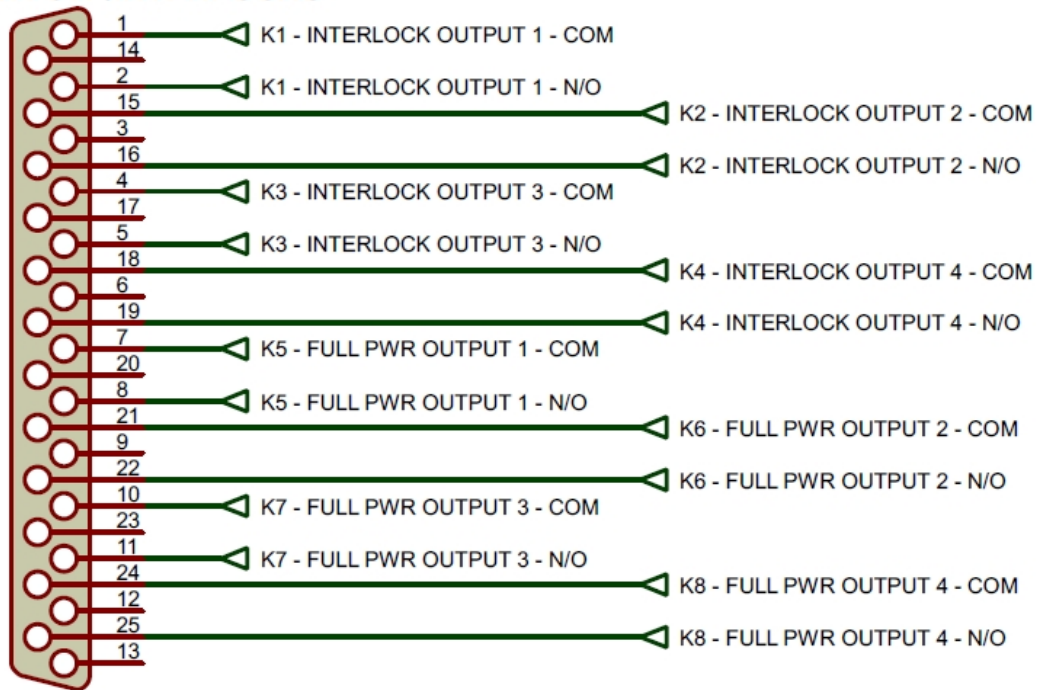 1 K1 - INTERLOCK OUTPUT 1 - COM
14
2 K1 - INTERLOCK OUTPUT 1 - N/O
15 K2 - INTERLOCK OUTPUT 2 - COM
3
16 K2 - INTERLOCK OUTPUT 2 - N/O
4 K3 - INTERLOCK OUTPUT 3 - COM
17
5 K3 - INTERLOCK OUTPUT 3 - N/O
18 K4 - INTERLOCK OUTPUT 4 - COM
6
19 K4 - INTERLOCK OUTPUT 4 - N/O
7 K5 - FULL PWR OUTPUT 1 - COM
20
8 K5 - FULL PWR OUTPUT 1 - N/O
21 K6 - FULL PWR OUTPUT 2 - COM
9
22 K6 - FULL PWR OUTPUT 2 - N/O
10 K7 - FULL PWR OUTPUT 3 - COM
23
11 K7 - FULL PWR OUTPUT 3 - N/O
24 K8 - FULL PWR OUTPUT 4 - COM
12
25 K8 - FULL PWR OUTPUT 4 - N/O
13